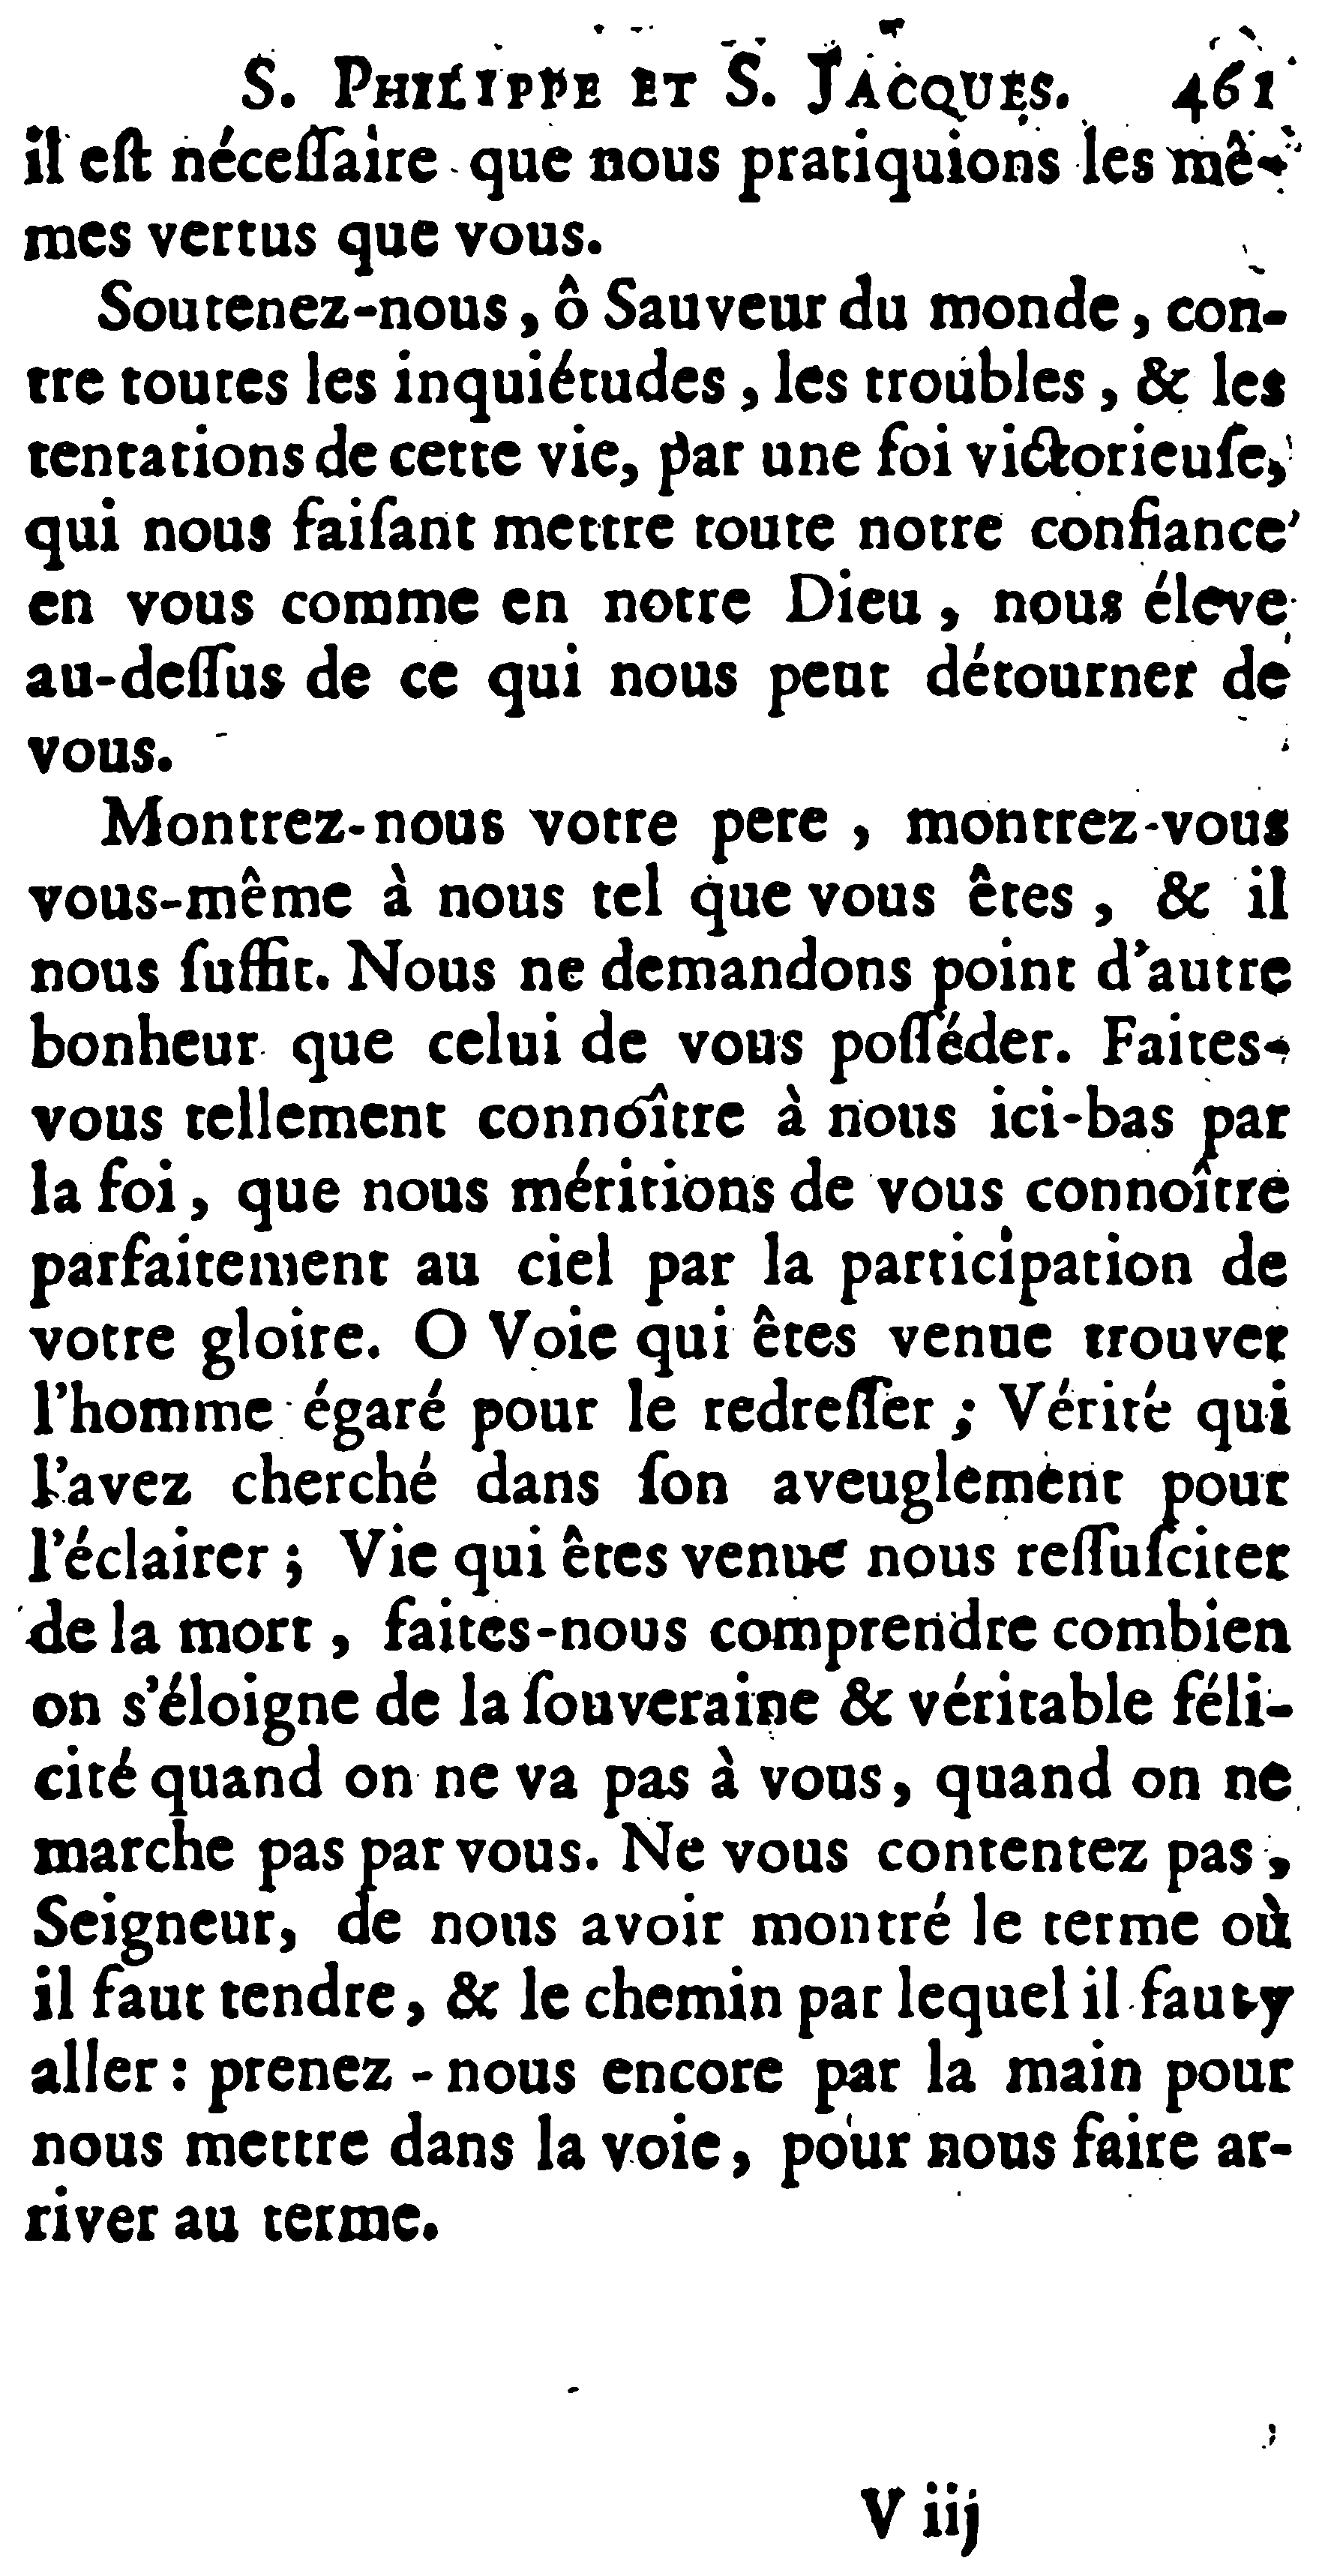 S. PHILIPPE ET S. JACQUES. 461
il eſt néceſſaire que nous pratiquions les mê-
mes vertus que vous.
Soutenez-nous, ô Sauveur du monde, con-
tre toutes les inquiétudes, les troubles, & les
tentations de cette vie, par une foi victorieuſe,
qui nous faiſant mettre toute notre confiance
en vous comme en notre Dieu, nous éleve
au-deſſus de ce qui nous peut détourner de
vous.
Montrez-nous votre pere, montrez-vous
vous-même à nous tel que vous êtes, & il
nous ſuffit. Nous ne demandons point d'autre
bonheur que celui de vous poſſéder. Faites-
vous tellement connoître à nous ici-bas par
la foi, que nous méritions de vous connoître
parfaitement au ciel par la participation de
votre gloire. O Voie qui êtes venue trouver
l'homme égaré pour le redreſſer; Vérité qui
l'avez cherché dans ſon aveuglement pour
l'éclairer; Vie qui êtes venue nous reſſuſciter
de la mort, faites-nous comprendre combien
on s'éloigne de la ſouveraine & véritable féli-
cité quand on ne va pas à vous, quand on ne
marche pas par vous. Ne vous contentez pas,
Seigneur, de nous avoir montré le terme où
il faut tendre, & le chemin par lequel il faut y
aller: prenez-nous encore par la main pour
nous mettre dans la voie, pour nous faire ar-
river au terme.
V iij